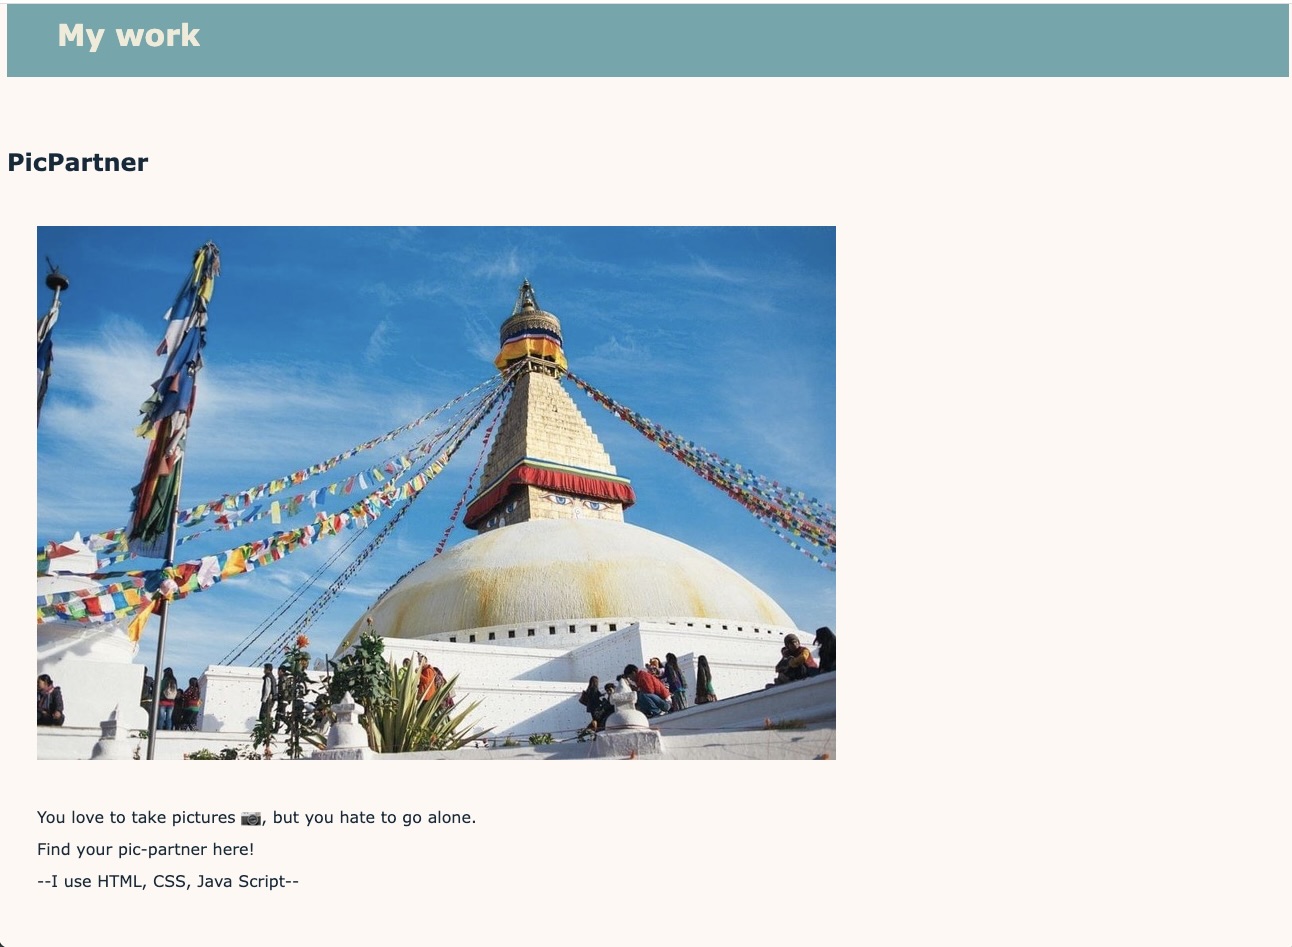 My work
PicPartner
You love to take pictures 📷, but you hate to go alone.
Find your pic-partner here!
--I use HTML, CSS, Java Script--